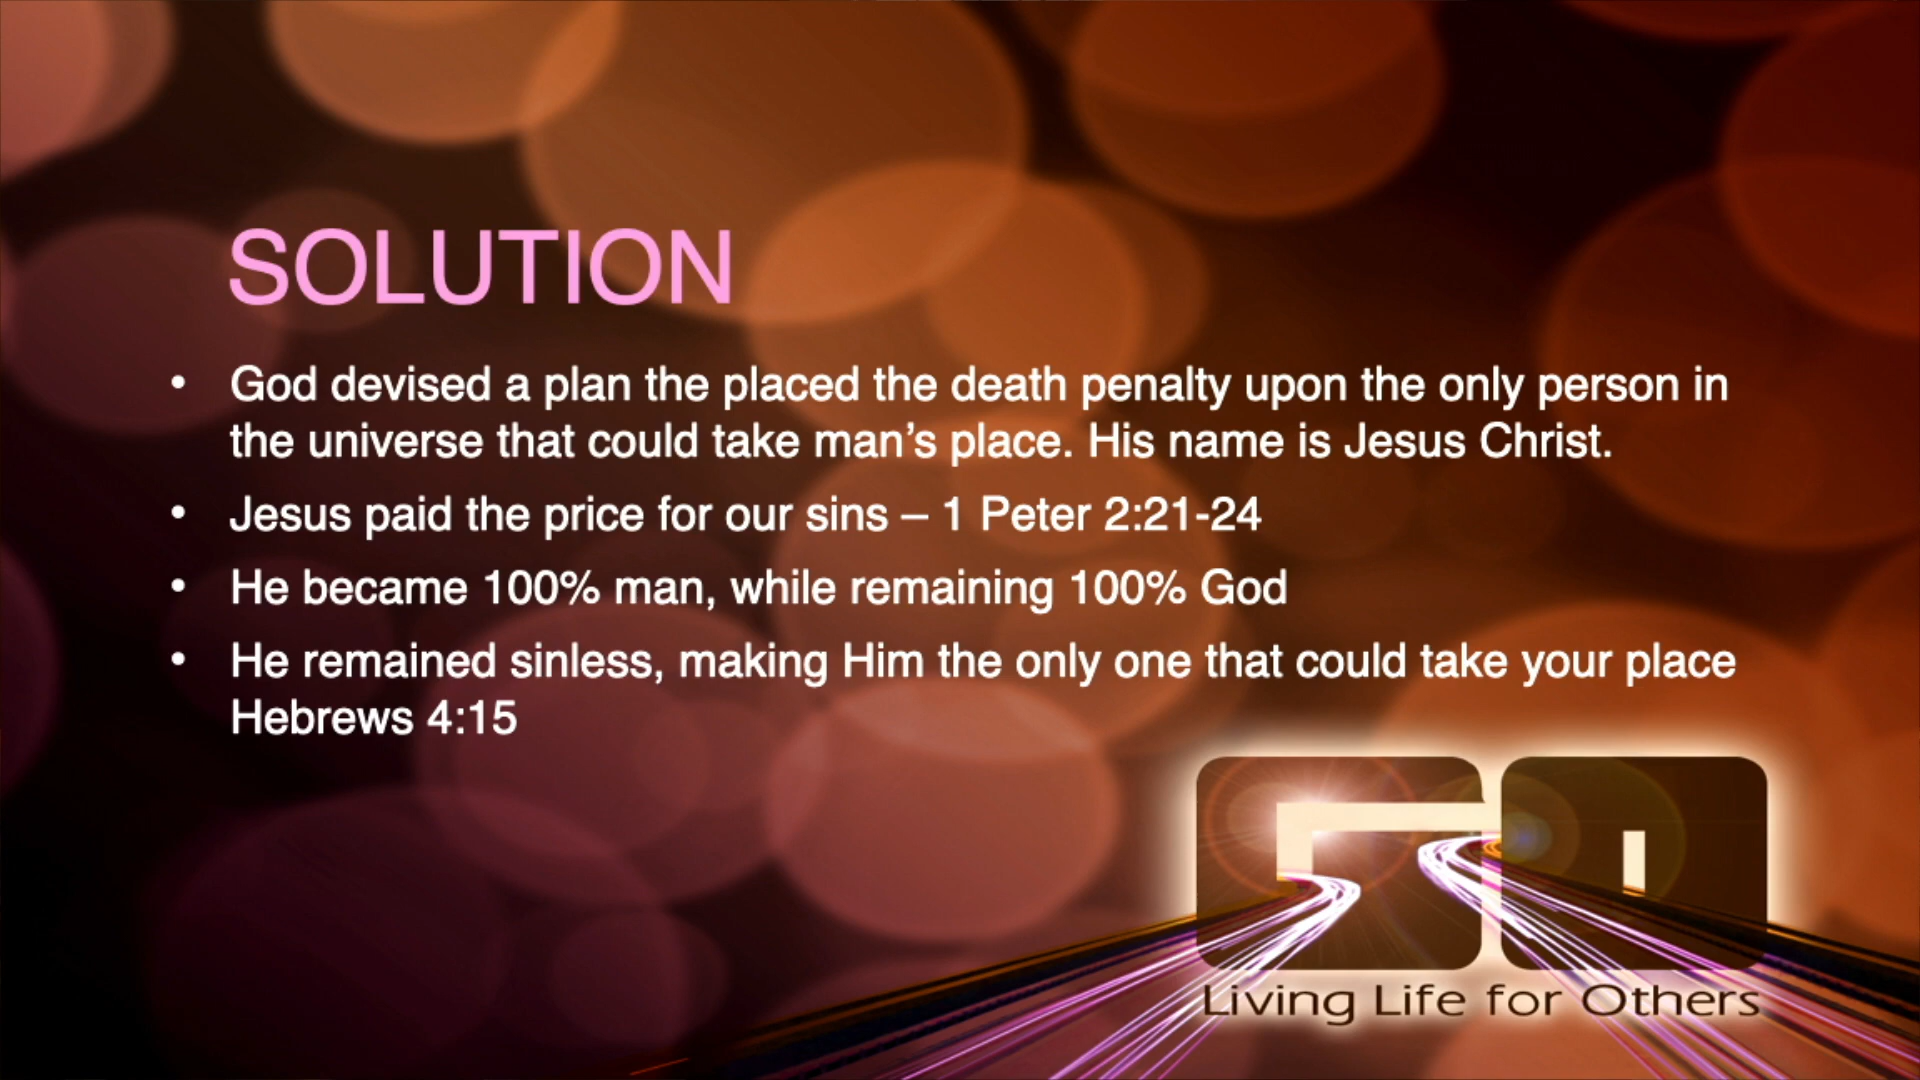 SOLUTION
• God devised a plan the placed the death penalty upon the only person in
the universe that could take man’s place. His name is Jesus Christ.
• Jesus paid the price for our sins – 1 Peter 2:21-24
• He became 100% man, while remaining 100% God
• He remained sinless, making Him the only one that could take your place
Hebrews 4:15
Living Life for Others